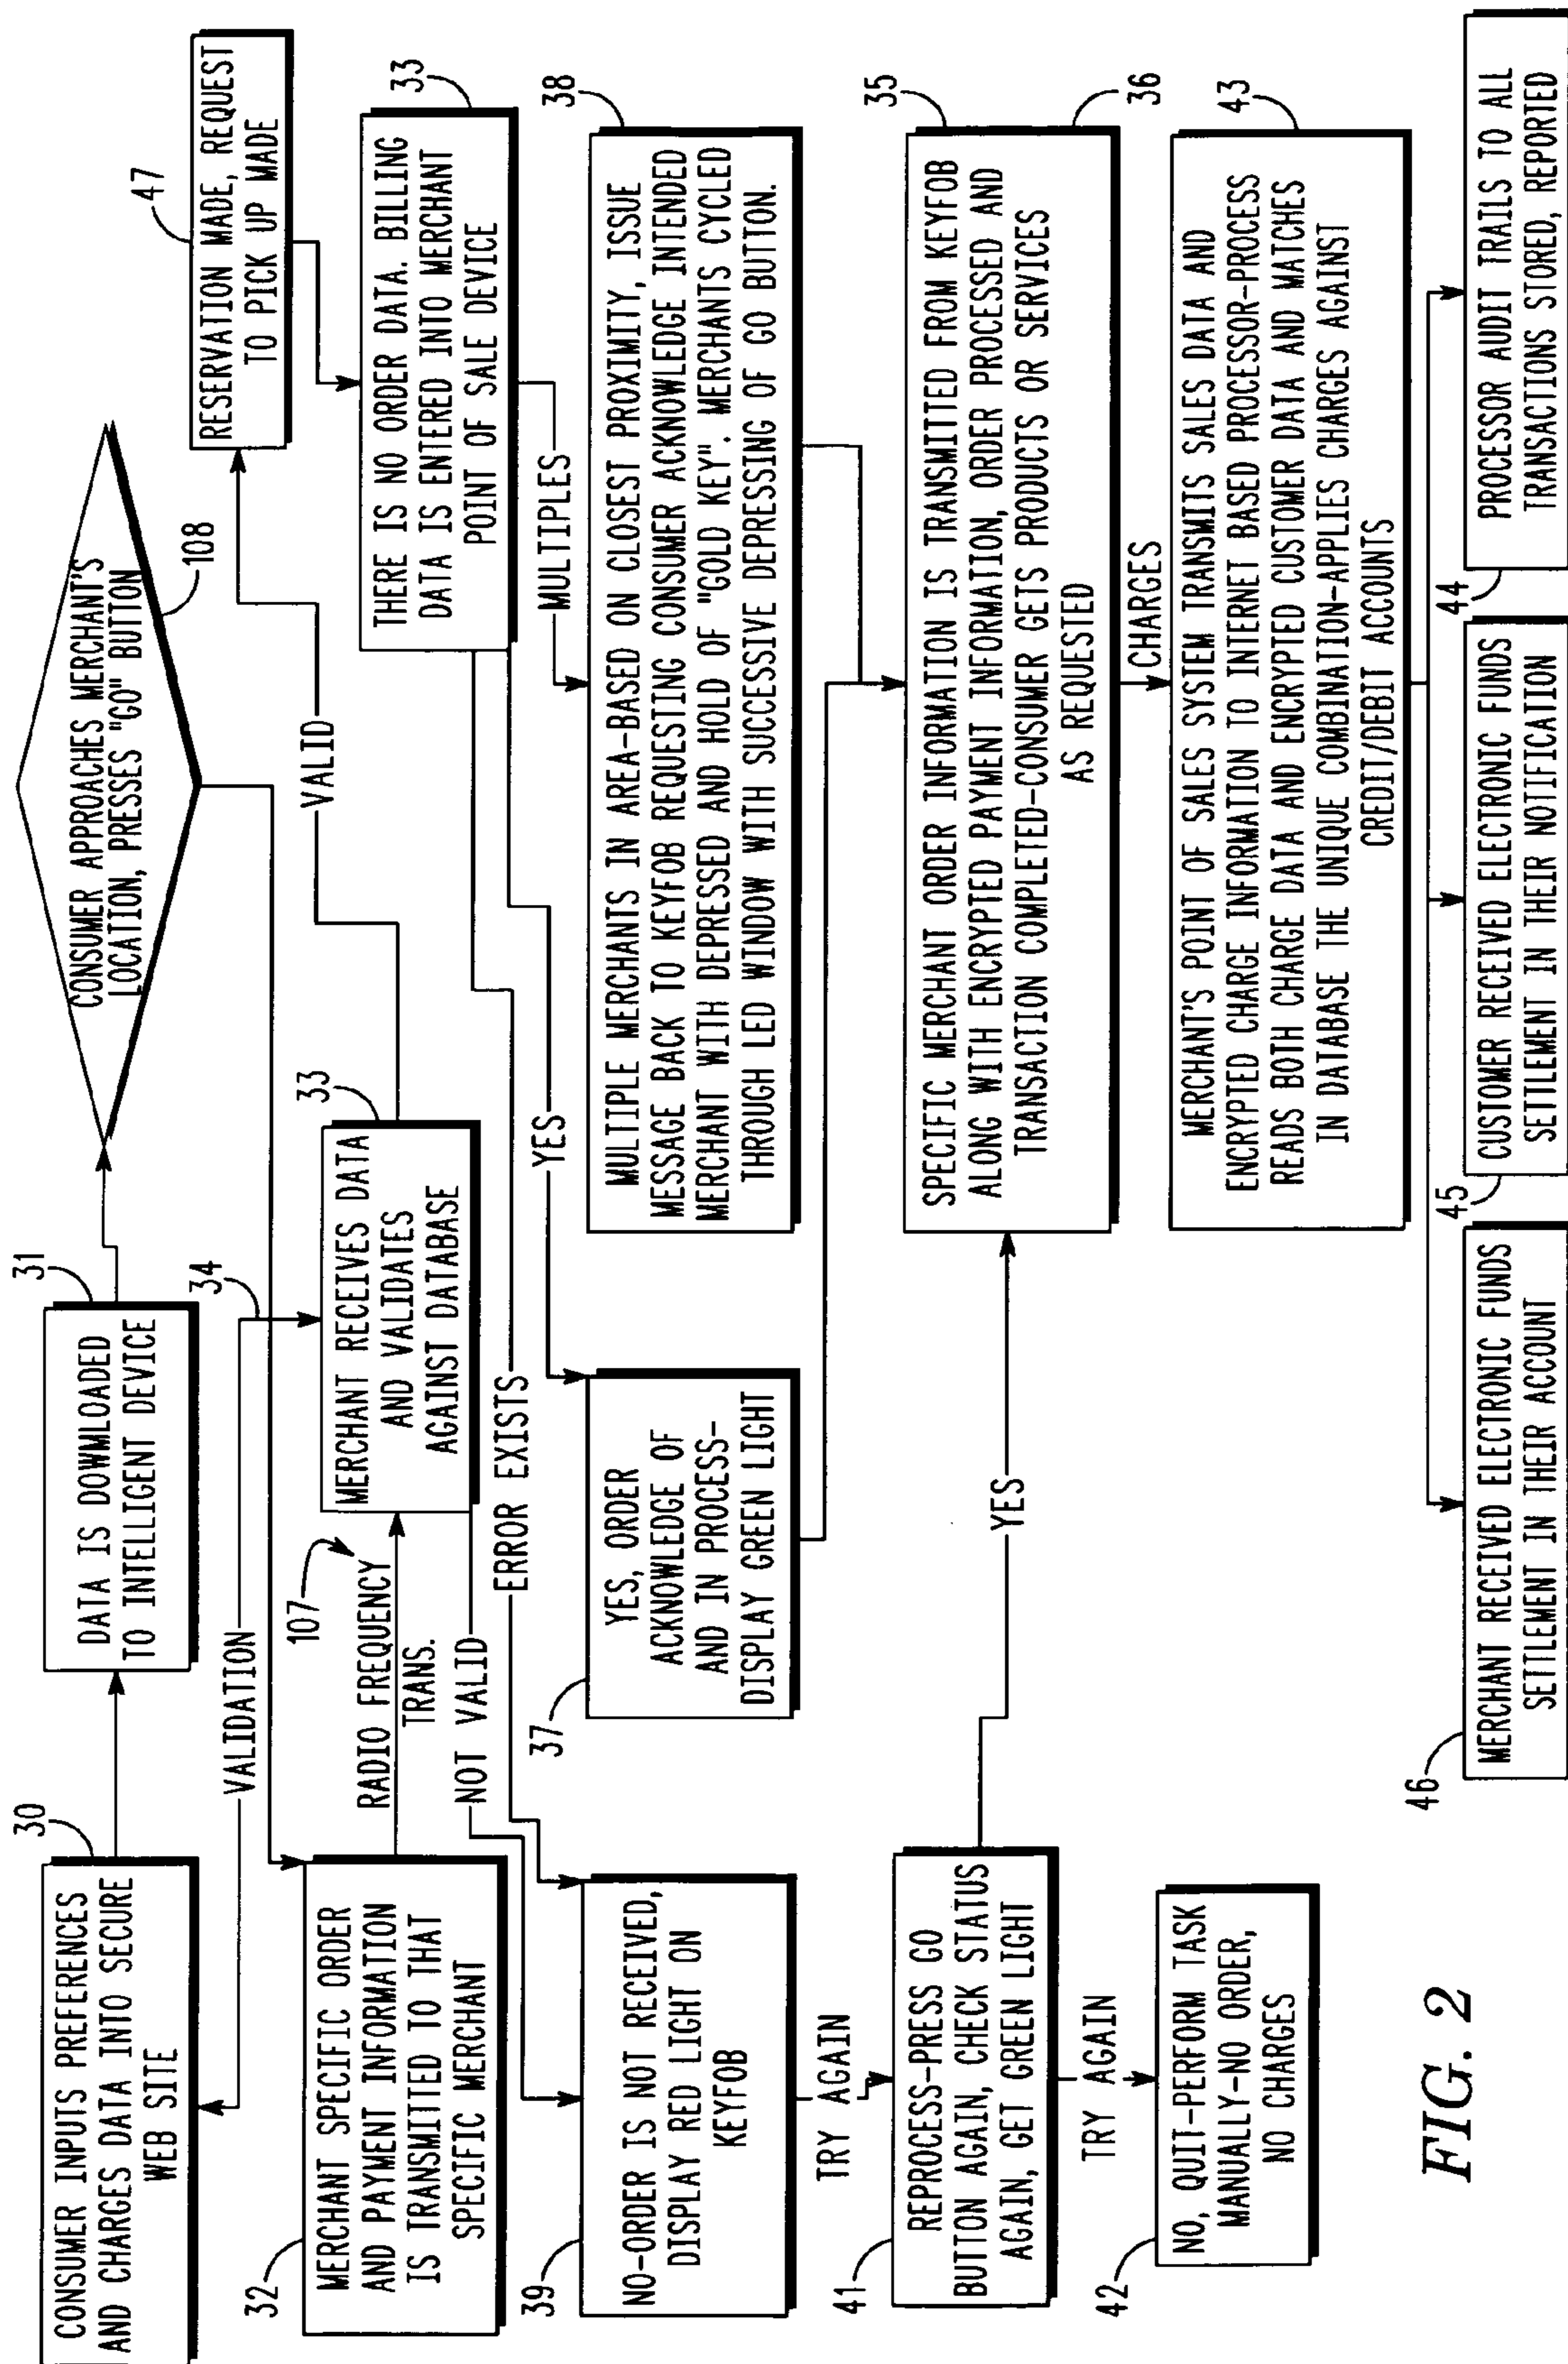 30
CONSUMER INPUTS PREFERENCES
AND CHARGES DATA INTO SECURE
WEB SITE
31
DATA IS DOWMLOADED
TO INTELLIGENT DEVICE
CONSUMER APPROACHES MERCHANT'S
LOCATION, PRESSES "GO" BUTTON
108
VALIDATION
34
VALID
47
RESERVATION MADE, REQUEST
TO PICK UP MADE
32
MERCHANT SPECIFIC ORDER
AND PAYMENT INFORMATION
IS TRANSMITTED TO THAT
SPECIFIC MERCHANT
107
RADIO FREQUENCY
TRANS.
33
MERCHANT RECEIVES DATA
AND VALIDATES
AGAINST DATABASE
33
THERE IS NO ORDER DATA. BILLING
DATA IS ENTERED INTO MERCHANT
POINT OF SALE DEVICE
NOT VALID
ERROR EXISTS
YES
MULTIPLES
39
NO-ORDER IS NOT RECEIVED,
DISPLAY RED LIGHT ON
KEYFOB
37
YES, ORDER
ACKNOWLEDGE OF
AND IN PROCESS-
DISPLAY GREEN LIGHT
38
MULTIPLE MERCHANTS IN AREA-BASED ON CLOSEST PROXIMITY, ISSUE
MESSAGE BACK TO KEYFOB REQUESTING CONSUMER ACKNOWLEDGE INTENDED
MERCHANT WITH DEPRESSED AND HOLD OF "GOLD KEY". MERCHANTS CYCLED
THROUGH LED WINDOW WITH SUCCESSIVE DEPRESSING OF GO BUTTON.
TRY AGAIN
41
REPROCESS-PRESS GO
BUTTON AGAIN, CHECK STATUS
AGAIN, GET GREEN LIGHT
YES
35
SPECIFIC MERCHANT ORDER INFORMATION IS TRANSMITTED FROM KEYFOB
ALONG WITH ENCRYPTED PAYMENT INFORMATION, ORDER PROCESSED AND
TRANSACTION COMPLETED-CONSUMER GETS PRODUCTS OR SERVICES
AS REQUESTED
36
TRY AGAIN
CHARGES
42
NO, QUIT-PERFORM TASK
MANUALLY-NO ORDER,
NO CHARGES
43
MERCHANT'S POINT OF SALES SYSTEM TRANSMITS SALES DATA AND
ENCRYPTED CHARGE INFORMATION TO INTERNET BASED PROCESSOR-PROCESS
READS BOTH CHARGE DATA AND ENCRYPTED CUSTOMER DATA AND MATCHES
IN DATABASE THE UNIQUE COMBINATION-APPLIES CHARGES AGAINST
CREDIT/DEBIT ACCOUNTS
46
MERCHANT RECEIVED ELECTRONIC FUNDS
SETTLEMENT IN THEIR ACCOUNT
45
CUSTOMER RECEIVED ELECTRONIC FUNDS
SETTLEMENT IN THEIR NOTIFICATION
44
PROCESSOR AUDIT TRAILS TO ALL
TRANSACTIONS STORED, REPORTED
FIG. 2